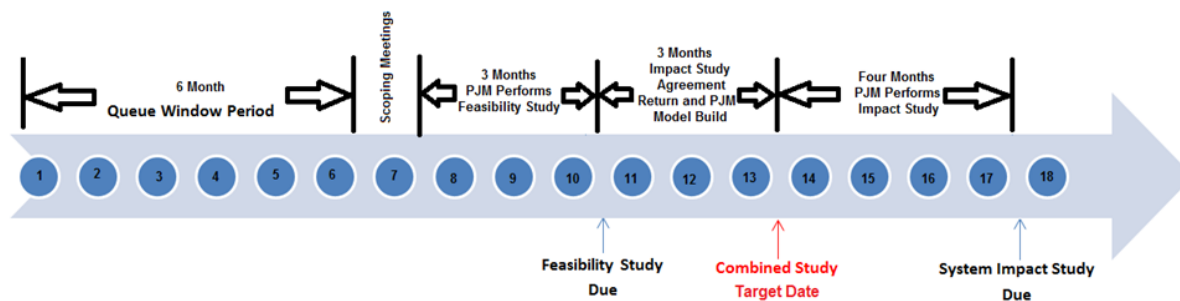 6 Month
Queue Window Period
Scoping Meetings
3 Months
PJM Performs
Feasibility Study
3 Months
Impact Study
Agreement
Return and PJM
Model Build
Four Months
PJM Performs
Impact Study
1 2 3 4 5 6 7 8 9 10 11 12 13 14 15 16 17 18
Feasibility Study
Due
Combined Study
Target Date
System Impact Study
Due